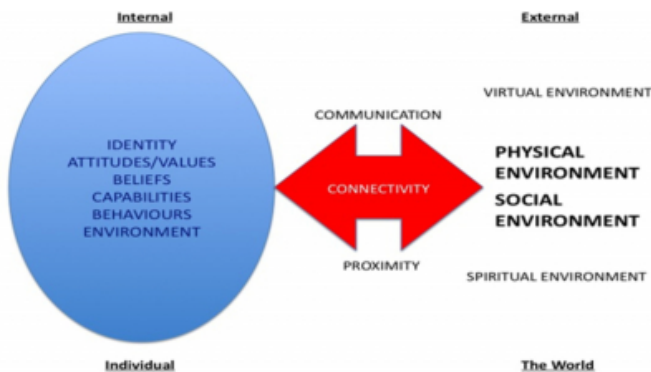 Internal
External
VIRTUAL ENVIRONMENT
COMMUNICATION
IDENTITY
ATTITUDES/VALUES
BELIEFS
CAPABILITIES
BEHAVIOURS
ENVIRONMENT
CONNECTIVITY
PHYSICAL
ENVIRONMENT
SOCIAL
ENVIRONMENT
PROXIMITY
SPIRITUAL ENVIRONMENT
Individual
The World